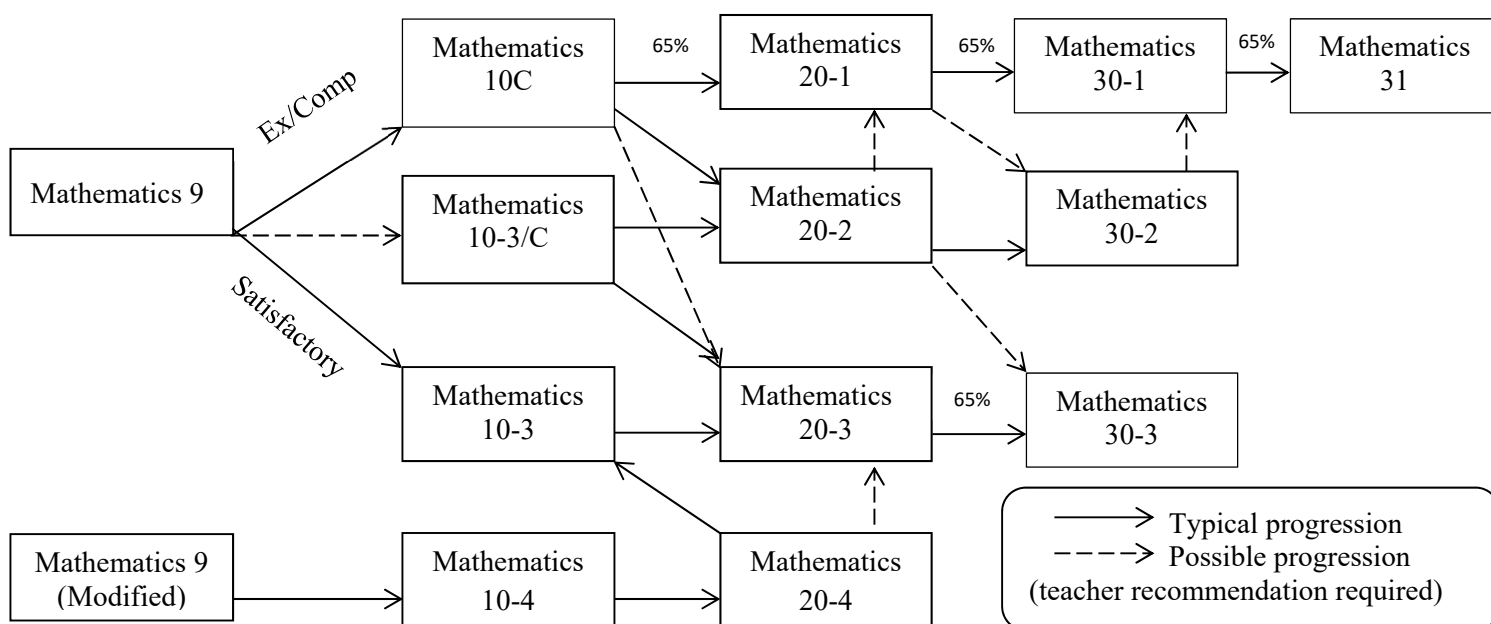 Mathematics 9
Ex/Comp
Satisfactory
Mathematics
10C
65%
Mathematics
20-1
65%
Mathematics
30-1
65%
Mathematics
31
Mathematics
10-3/C
Mathematics
20-2
Mathematics
30-2
Mathematics
10-3
Mathematics
20-3
65%
Mathematics
30-3
Mathematics 9
(Modified)
Mathematics
10-4
Mathematics
20-4
Typical progression
Possible progression
(teacher recommendation required)